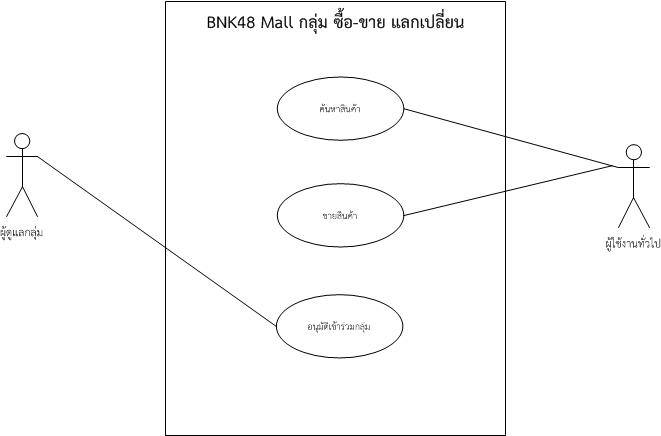 BNK48 Mall กลุ่ม ซื้อ-ขาย แลกเปลี่ยน
ค้นหาสินค้า
ขายสินค้า
ผู้ดูแลกลุ่ม
ผู้ใช้งานทั่วไป
อนุมัติเข้าร่วมกลุ่ม